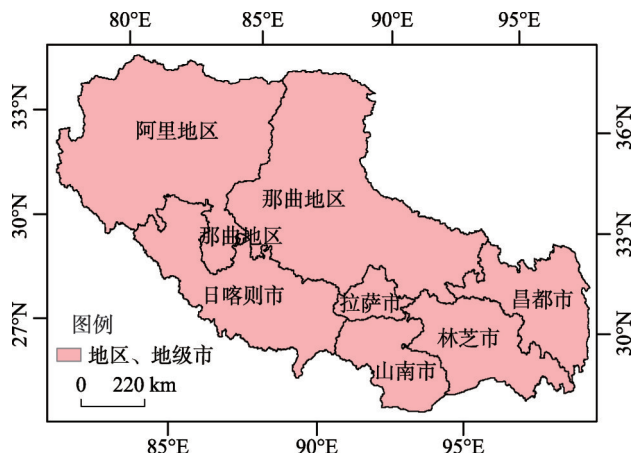 80°E 85°E 90°E 95°E
33°N
36°N
阿里地区
那曲地区
30°N
33°N
那曲地区
日喀则市
拉萨市
昌都市
27°N
30°N
图例
林芝市
地区、地级市
山南市
0 220 km
85°E 90°E 95°E